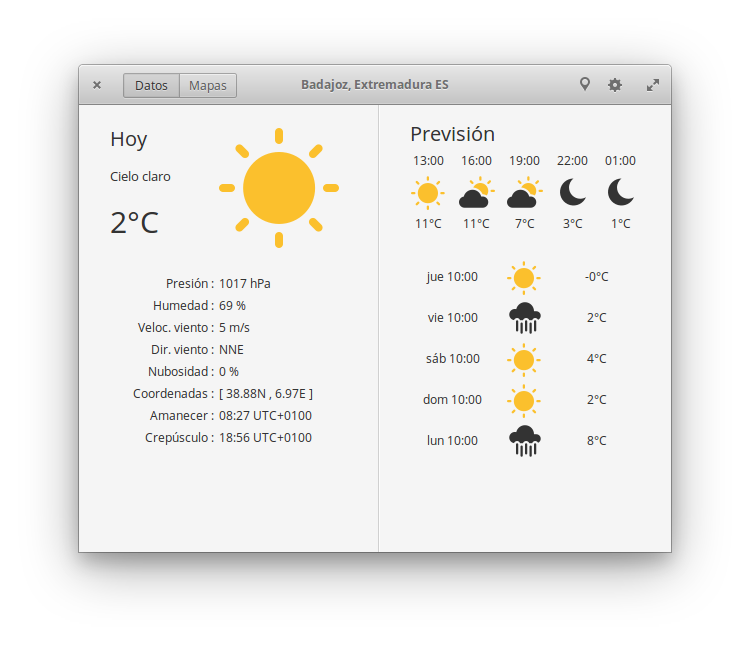 Datos Mapas Badajoz, Extremadura ES
Hoy
Cielo claro
2°C
Presión : 1017 hPa
Humedad : 69 %
Veloc. viento : 5 m/s
Dir. viento : NNE
Nubosidad : 0 %
Coordenadas : [ 38.88N , 6.97E ]
Amanecer : 08:27 UTC+0100
Crepúsculo : 18:56 UTC+0100
Previsión
13:00 16:00 19:00 22:00 01:00
11°C 11°C 7°C 3°C 1°C
jue 10:00 -0°C
vie 10:00 2°C
sáb 10:00 4°C
dom 10:00 2°C
lun 10:00 8°C